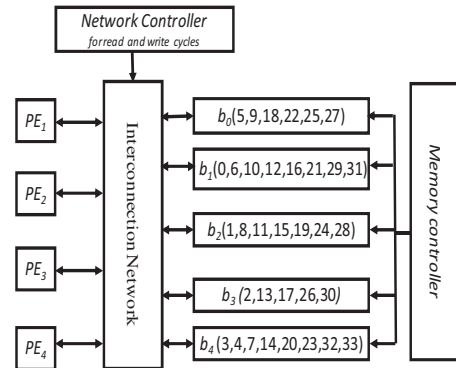 Network Controller
forread and write cycles
PE1
PE2
PE3
PE4
Interconnection Network
b0(5,9,18,22,25,27)
b1(0,6,10,12,16,21,29,31)
b2(1,8,11,15,19,24,28)
b3 (2,13,17,26,30)
b4(3,4,7,14,20,23,32,33)
Memory controller